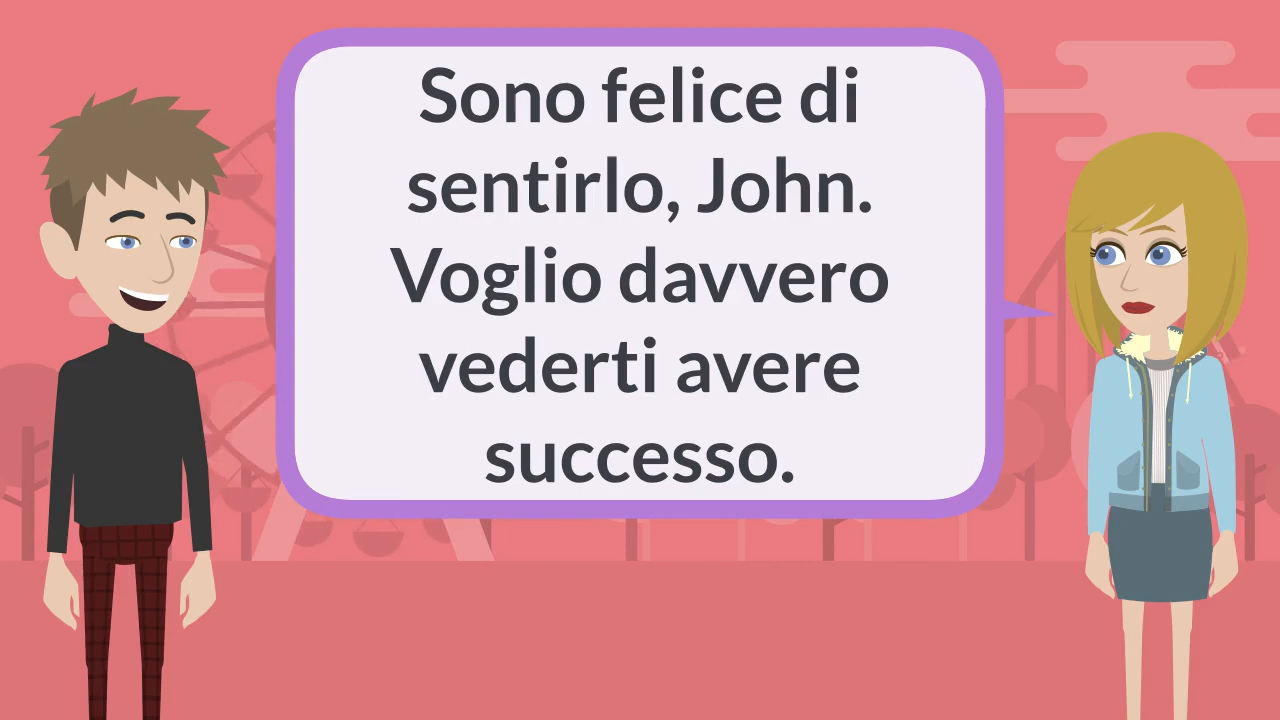 Sono felice di
sentirlo, John.
Voglio davvero
vederti avere
successo.